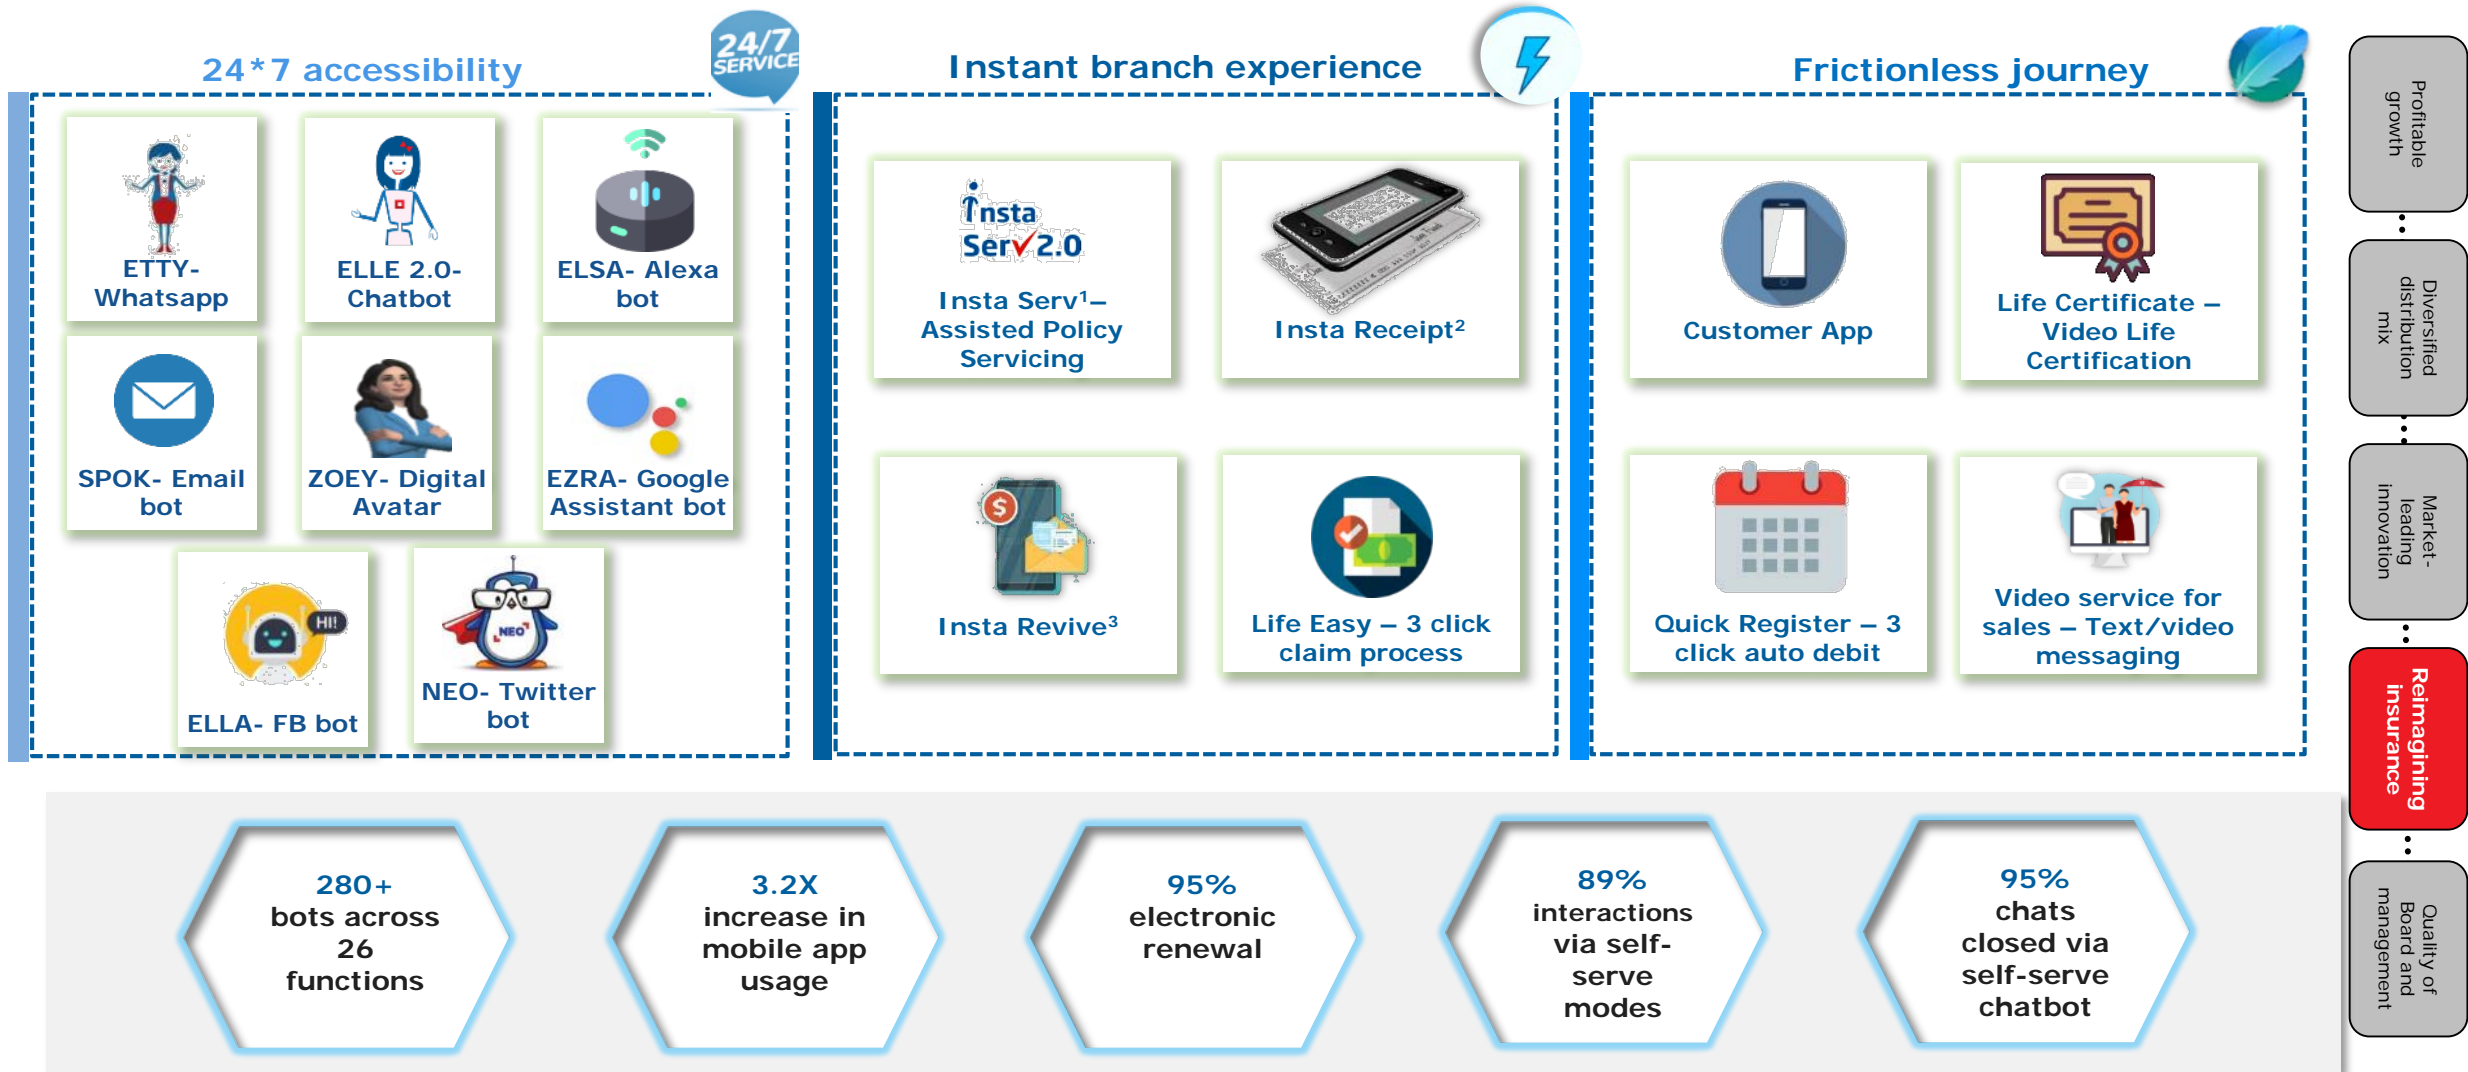 24*7 accessibility
24/7
SERVICE
ETTY-
Whatsapp
ELLE 2.0-
Chatbot
ELSA- Alexa
bot
SPOK- Email
bot
ZOEY- Digital
Avatar
EZRA- Google
Assistant bot
HI!
ELLA- FB bot
NEO
NEO- Twitter
bot
Instant branch experience
Insta
Serv 2.0
Insta Serv¹–
Assisted Policy
Servicing
Insta Receipt²
Insta Revive³
Life Easy – 3 click
claim process
Frictionless journey
Customer App
Life Certificate –
Video Life
Certification
Quick Register – 3
click auto debit
Video service for
sales – Text/video
messaging
280+
bots across
26
functions
3.2X
increase in
mobile app
usage
95%
electronic
renewal
89%
interactions
via self-
serve
modes
95%
chats
closed via
self-serve
chatbot
Profitable
growth
Diversified
distribution
mix
Market-
leading
innovation
Reimagining
insurance
Quality of
Board and
management